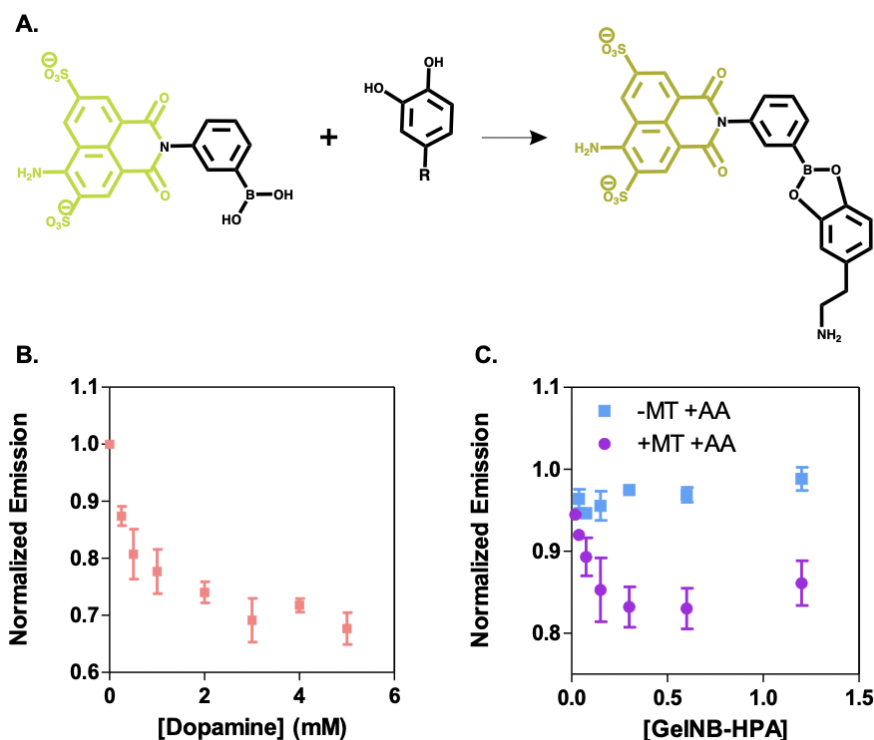 A.
⊖
O₃S
O
N
O
H₂N
⊖
O₃S
B
OH
HO
+
OH
HO
R
⊖
O₃S
O
N
O
H₂N
⊖
O₃S
B
O
O
NH₂
B.
1.1
1.0
0.9
0.8
0.7
0.6
Normalized Emission
0
2
4
6
[Dopamine] (mM)
C.
1.1
1.0
0.9
0.8
Normalized Emission
-MT +AA
+MT +AA
0.0
0.5
1.0
1.5
[GelNB-HPA]